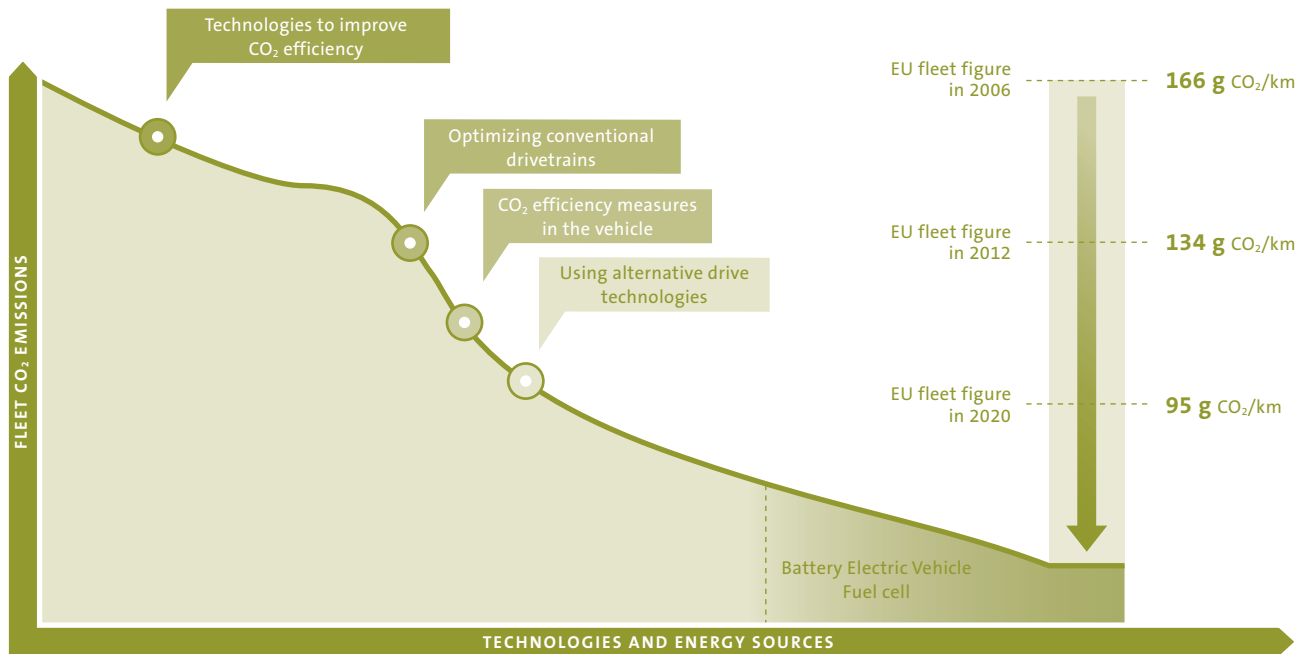 Technologies to improve
CO₂ efficiency
Optimizing conventional
drivetrains
CO₂ efficiency measures
in the vehicle
Using alternative drive
technologies
EU fleet figure
in 2006
166 g CO₂/km
EU fleet figure
in 2012
134 g CO₂/km
EU fleet figure
in 2020
95 g CO₂/km
FLEET CO₂ EMISSIONS
Battery Electric Vehicle
Fuel cell
TECHNOLOGIES AND ENERGY SOURCES